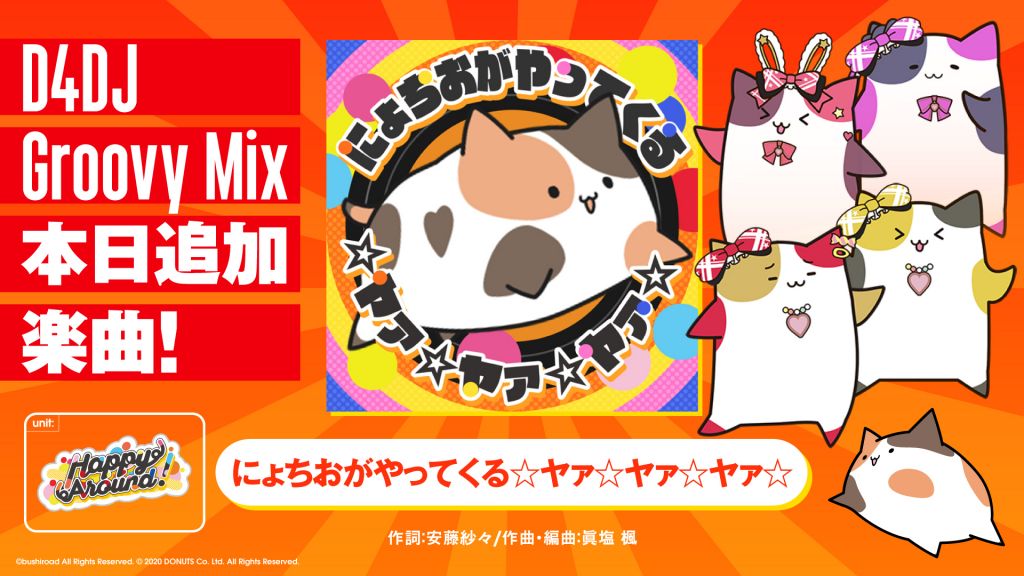 D4DJ
Groovy Mix
本日追加
楽曲!
にょちおがやってくる
☆ヤァ☆ヤァ☆ヤァ☆
unit:
Happy
Around!
にょちおがやってくる☆ヤァ☆ヤァ☆ヤァ☆
作詞:安藤紗々/作曲・編曲:眞塩 楓
©bushiroad All Rights Reserved. © 2020 DONUTS Co. Ltd. All Rights Reserved.